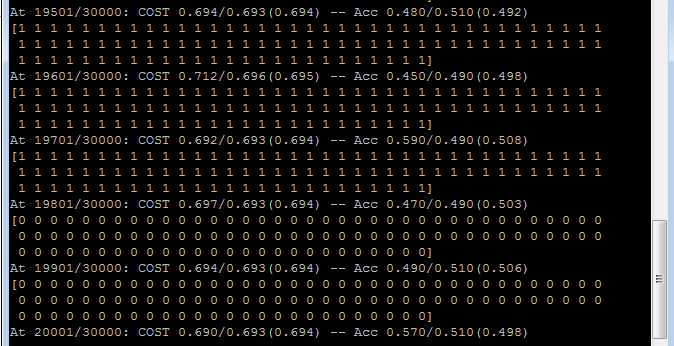 At 19501/30000: COST 0.694/0.693(0.694) -- Acc 0.480/0.510(0.492)
[1 1 1 1 1 1 1 1 1 1 1 1 1 1 1 1 1 1 1 1 1 1 1 1 1 1 1 1 1 1 1 1 1 1 1 1 1
1 1 1 1 1 1 1 1 1 1 1 1 1 1 1 1 1 1 1 1 1 1 1 1 1 1 1 1 1 1 1 1 1 1 1 1 1
1 1 1 1 1 1 1 1 1 1 1 1 1 1 1 1 1 1 1 1 1 1 1 1 1 1]
At 19601/30000: COST 0.712/0.696(0.695) -- Acc 0.450/0.490(0.498)
[1 1 1 1 1 1 1 1 1 1 1 1 1 1 1 1 1 1 1 1 1 1 1 1 1 1 1 1 1 1 1 1 1 1 1 1 1
1 1 1 1 1 1 1 1 1 1 1 1 1 1 1 1 1 1 1 1 1 1 1 1 1 1 1 1 1 1 1 1 1 1 1 1 1
1 1 1 1 1 1 1 1 1 1 1 1 1 1 1 1 1 1 1 1 1 1 1 1 1 1]
At 19701/30000: COST 0.692/0.693(0.694) -- Acc 0.590/0.490(0.508)
[1 1 1 1 1 1 1 1 1 1 1 1 1 1 1 1 1 1 1 1 1 1 1 1 1 1 1 1 1 1 1 1 1 1 1 1 1
1 1 1 1 1 1 1 1 1 1 1 1 1 1 1 1 1 1 1 1 1 1 1 1 1 1 1 1 1 1 1 1 1 1 1 1 1
1 1 1 1 1 1 1 1 1 1 1 1 1 1 1 1 1 1 1 1 1 1 1 1 1 1]
At 19801/30000: COST 0.697/0.693(0.694) -- Acc 0.470/0.490(0.503)
[0 0 0 0 0 0 0 0 0 0 0 0 0 0 0 0 0 0 0 0 0 0 0 0 0 0 0 0 0 0 0 0 0 0 0 0 0
0 0 0 0 0 0 0 0 0 0 0 0 0 0 0 0 0 0 0 0 0 0 0 0 0 0 0 0 0 0 0 0 0 0 0 0 0
0 0 0 0 0 0 0 0 0 0 0 0 0 0 0 0 0 0 0 0 0 0 0 0 0 0]
At 19901/30000: COST 0.694/0.693(0.694) -- Acc 0.490/0.510(0.506)
[0 0 0 0 0 0 0 0 0 0 0 0 0 0 0 0 0 0 0 0 0 0 0 0 0 0 0 0 0 0 0 0 0 0 0 0 0
0 0 0 0 0 0 0 0 0 0 0 0 0 0 0 0 0 0 0 0 0 0 0 0 0 0 0 0 0 0 0 0 0 0 0 0 0
0 0 0 0 0 0 0 0 0 0 0 0 0 0 0 0 0 0 0 0 0 0 0 0 0 0]
At 20001/30000: COST 0.690/0.693(0.694) -- Acc 0.570/0.510(0.498)